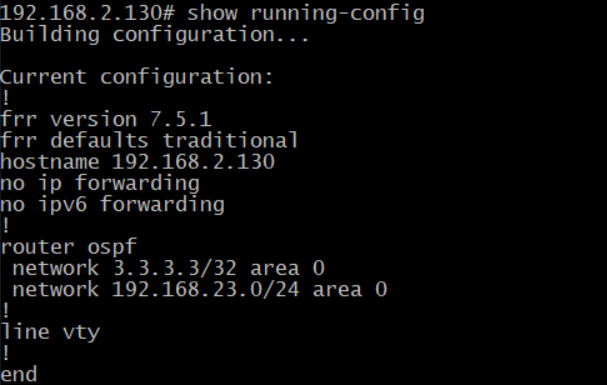 192.168.2.130# show running-config
Building configuration...
Current configuration:
!
frr version 7.5.1
frr defaults traditional
hostname 192.168.2.130
no ip forwarding
no ipv6 forwarding
!
router ospf
 network 3.3.3.3/32 area 0
 network 192.168.23.0/24 area 0
!
line vty
!
end